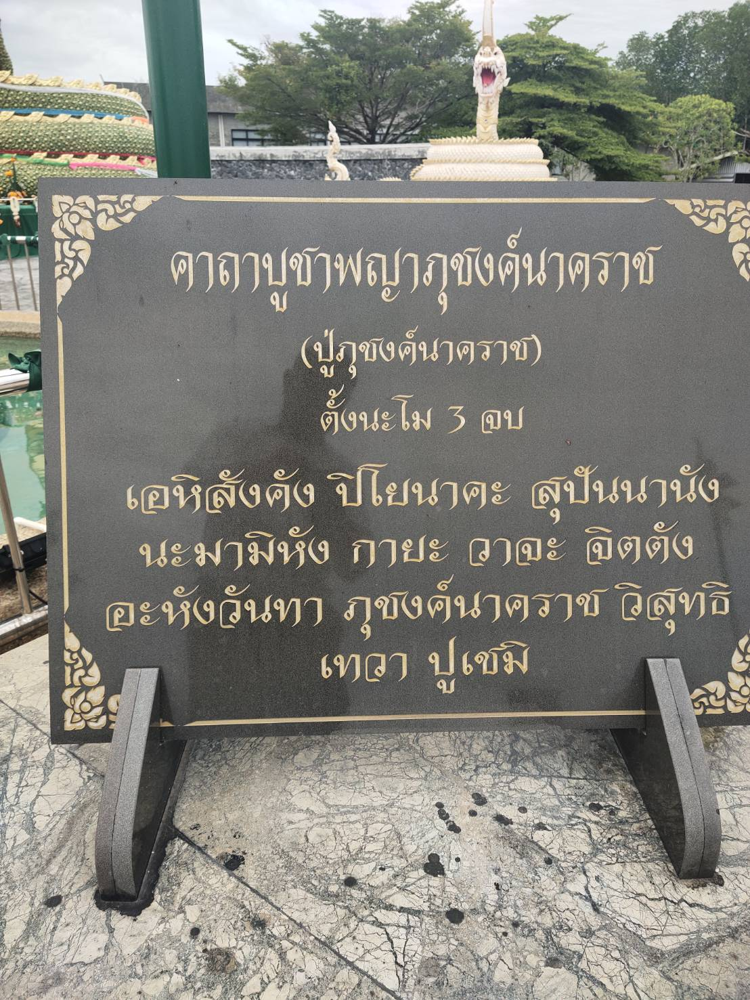 คาถาบูชาพญาภุชงค์นาคราช
(ปู่ภุชงค์นาคราช)
ตั้งนะโม 3 จบ
เอหิสังคัง ปิโยนาคะ สุปันนานัง
นะมามิหัง กายะ วาจะ จิตตัง
อะหังวันทา ภุชงค์นาคราช วิสุทธิ
เทวา ปูเชมิ